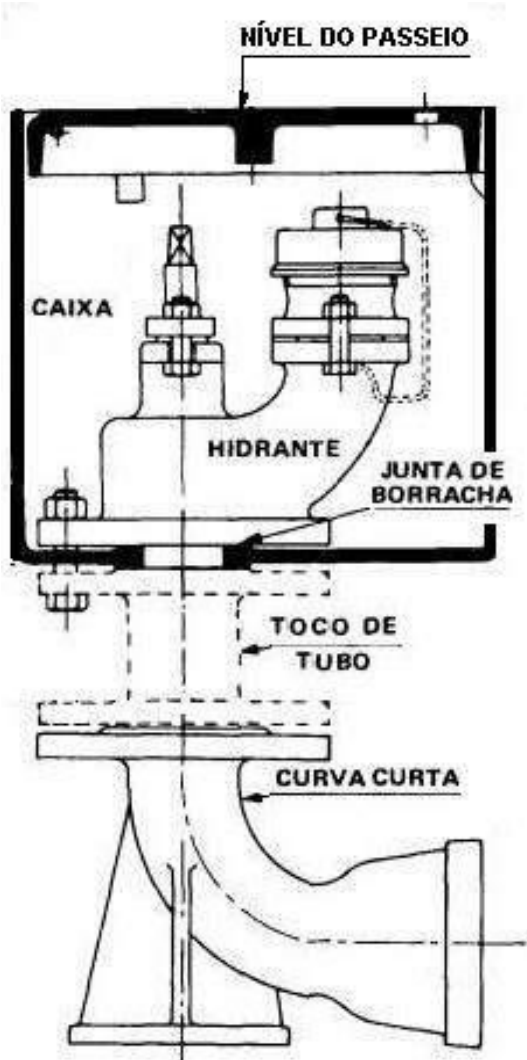 NÍVEL DO PASSEIO
CAIXA
HIDRANTE
JUNTA DE
BORRACHA
TOCO DE
TUBO
CURVA CURTA